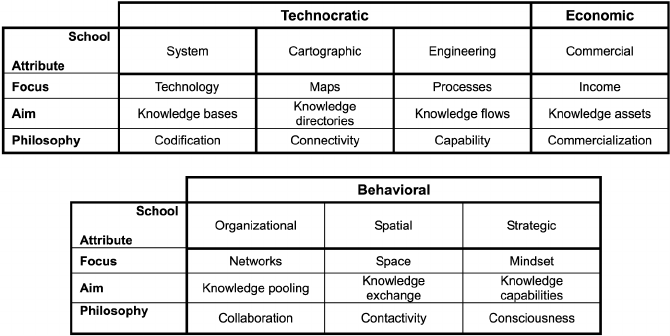 Technocratic Economic
School
Attribute
System Cartographic Engineering Commercial
Focus Technology Maps Processes Income
Aim Knowledge bases Knowledge directories Knowledge flows Knowledge assets
Philosophy Codification Connectivity Capability Commercialization
Behavioral
School
Attribute
Organizational Spatial Strategic
Focus Networks Space Mindset
Aim Knowledge pooling Knowledge exchange Knowledge capabilities
Philosophy Collaboration Contactivity Consciousness